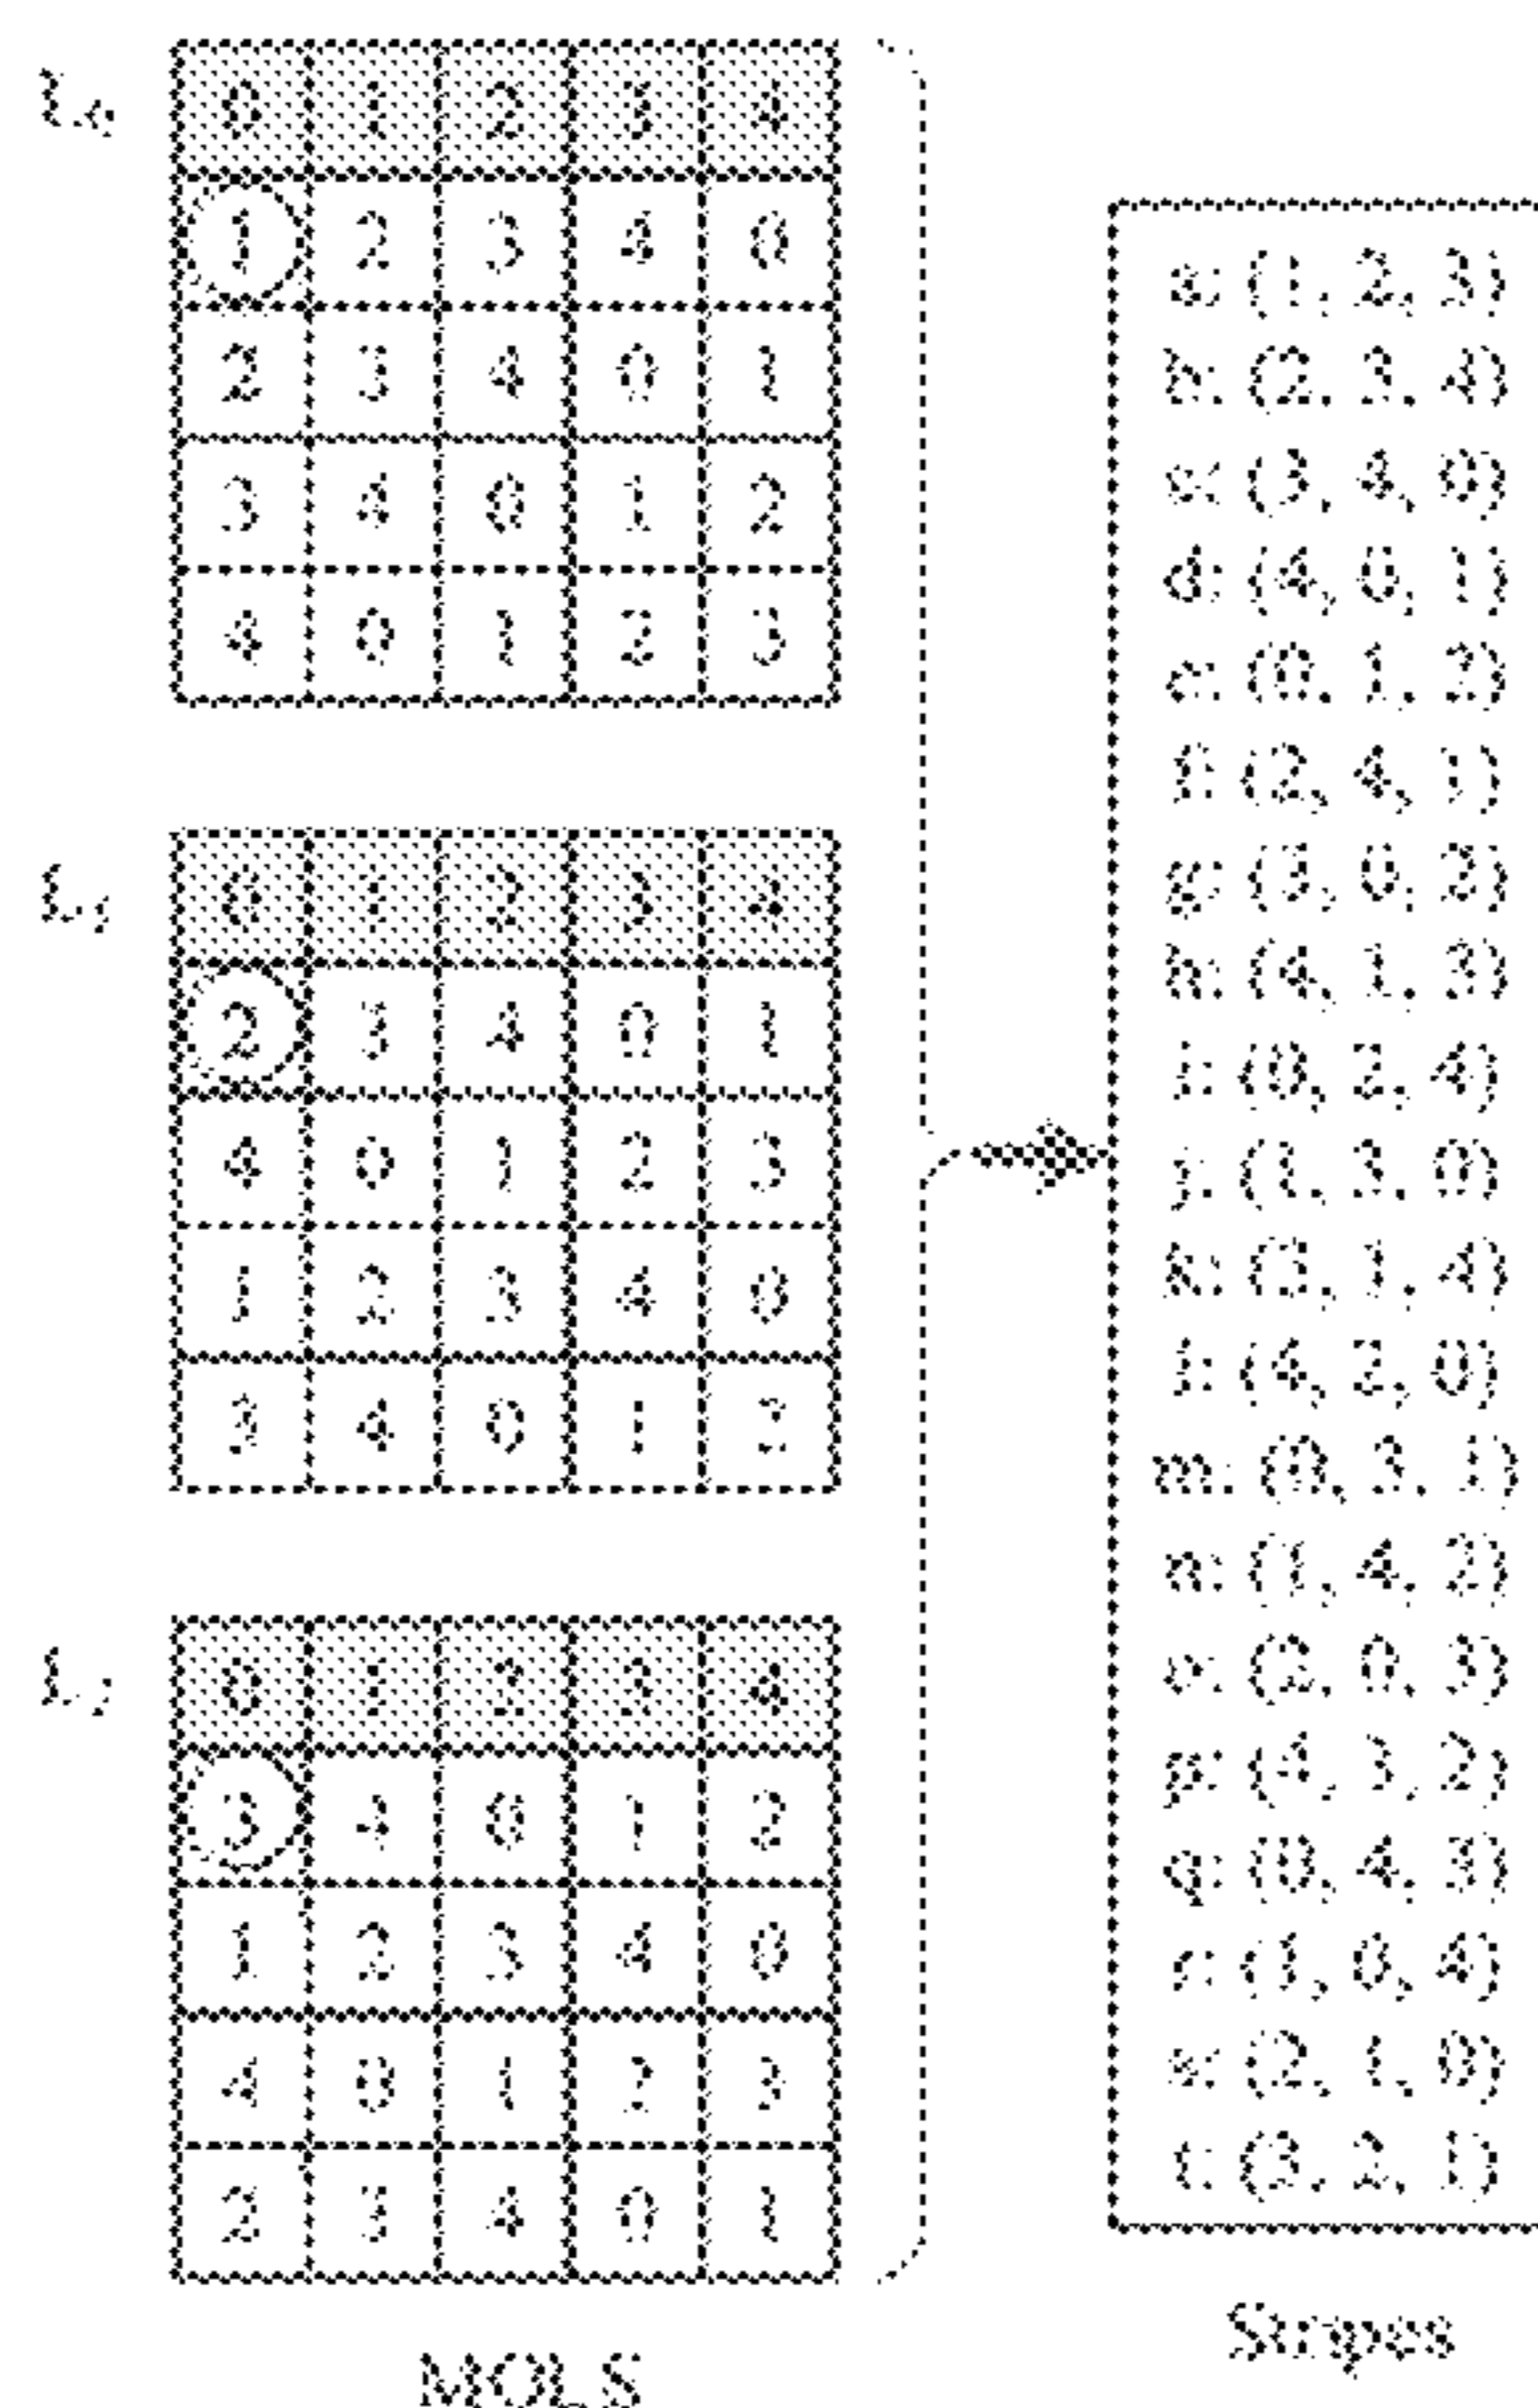 L₀
0 1 2 3 4
1 2 3 4 0
2 3 4 0 1
3 4 0 1 2
4 0 1 2 3
L₁
0 1 2 3 4
2 3 4 0 1
4 0 1 2 3
1 2 3 4 0
3 4 0 1 2
0 1 2 3 4
3 4 0 1 2
1 2 3 4 0
4 0 1 2 3
2 3 4 0 1
MOLS
a: (1, 2, 3)
b: (2, 3, 4)
c: (3, 4, 0)
d: (4, 0, 1)
e: (0, 1, 2)
f: (2, 4, 1)
g: (3, 0, 2)
h: (4, 1, 3)
i: (0, 2, 4)
j: (1, 3, 0)
k: (3, 1, 4)
l: (4, 2, 0)
m: (0, 3, 1)
n: (1, 4, 2)
o: (2, 0, 3)
p: (4, 3, 2)
q: (0, 4, 3)
r: (1, 0, 4)
s: (2, 1, 0)
t: (3, 2, 1)
Stripes